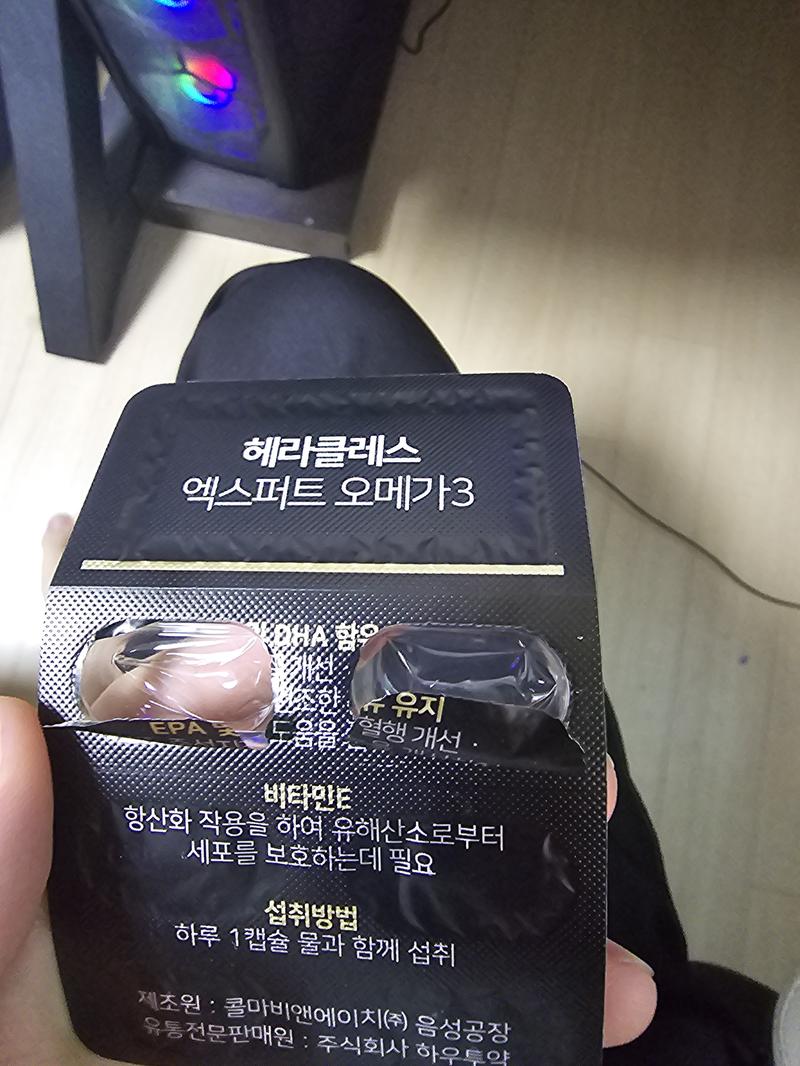 헤라클레스
엑스퍼트 오메가3
DHA 함유
개선
건조한
유지
EPA 및
도움을
혈행 개선
비타민E
항산화 작용을 하여 유해산소로부터
세포를 보호하는데 필요
섭취방법
하루 1캡슐 물과 함께 섭취
제조원 : 콜마비앤에이치㈜ 음성공장
유통전문판매원 : 주식회사 하우투약